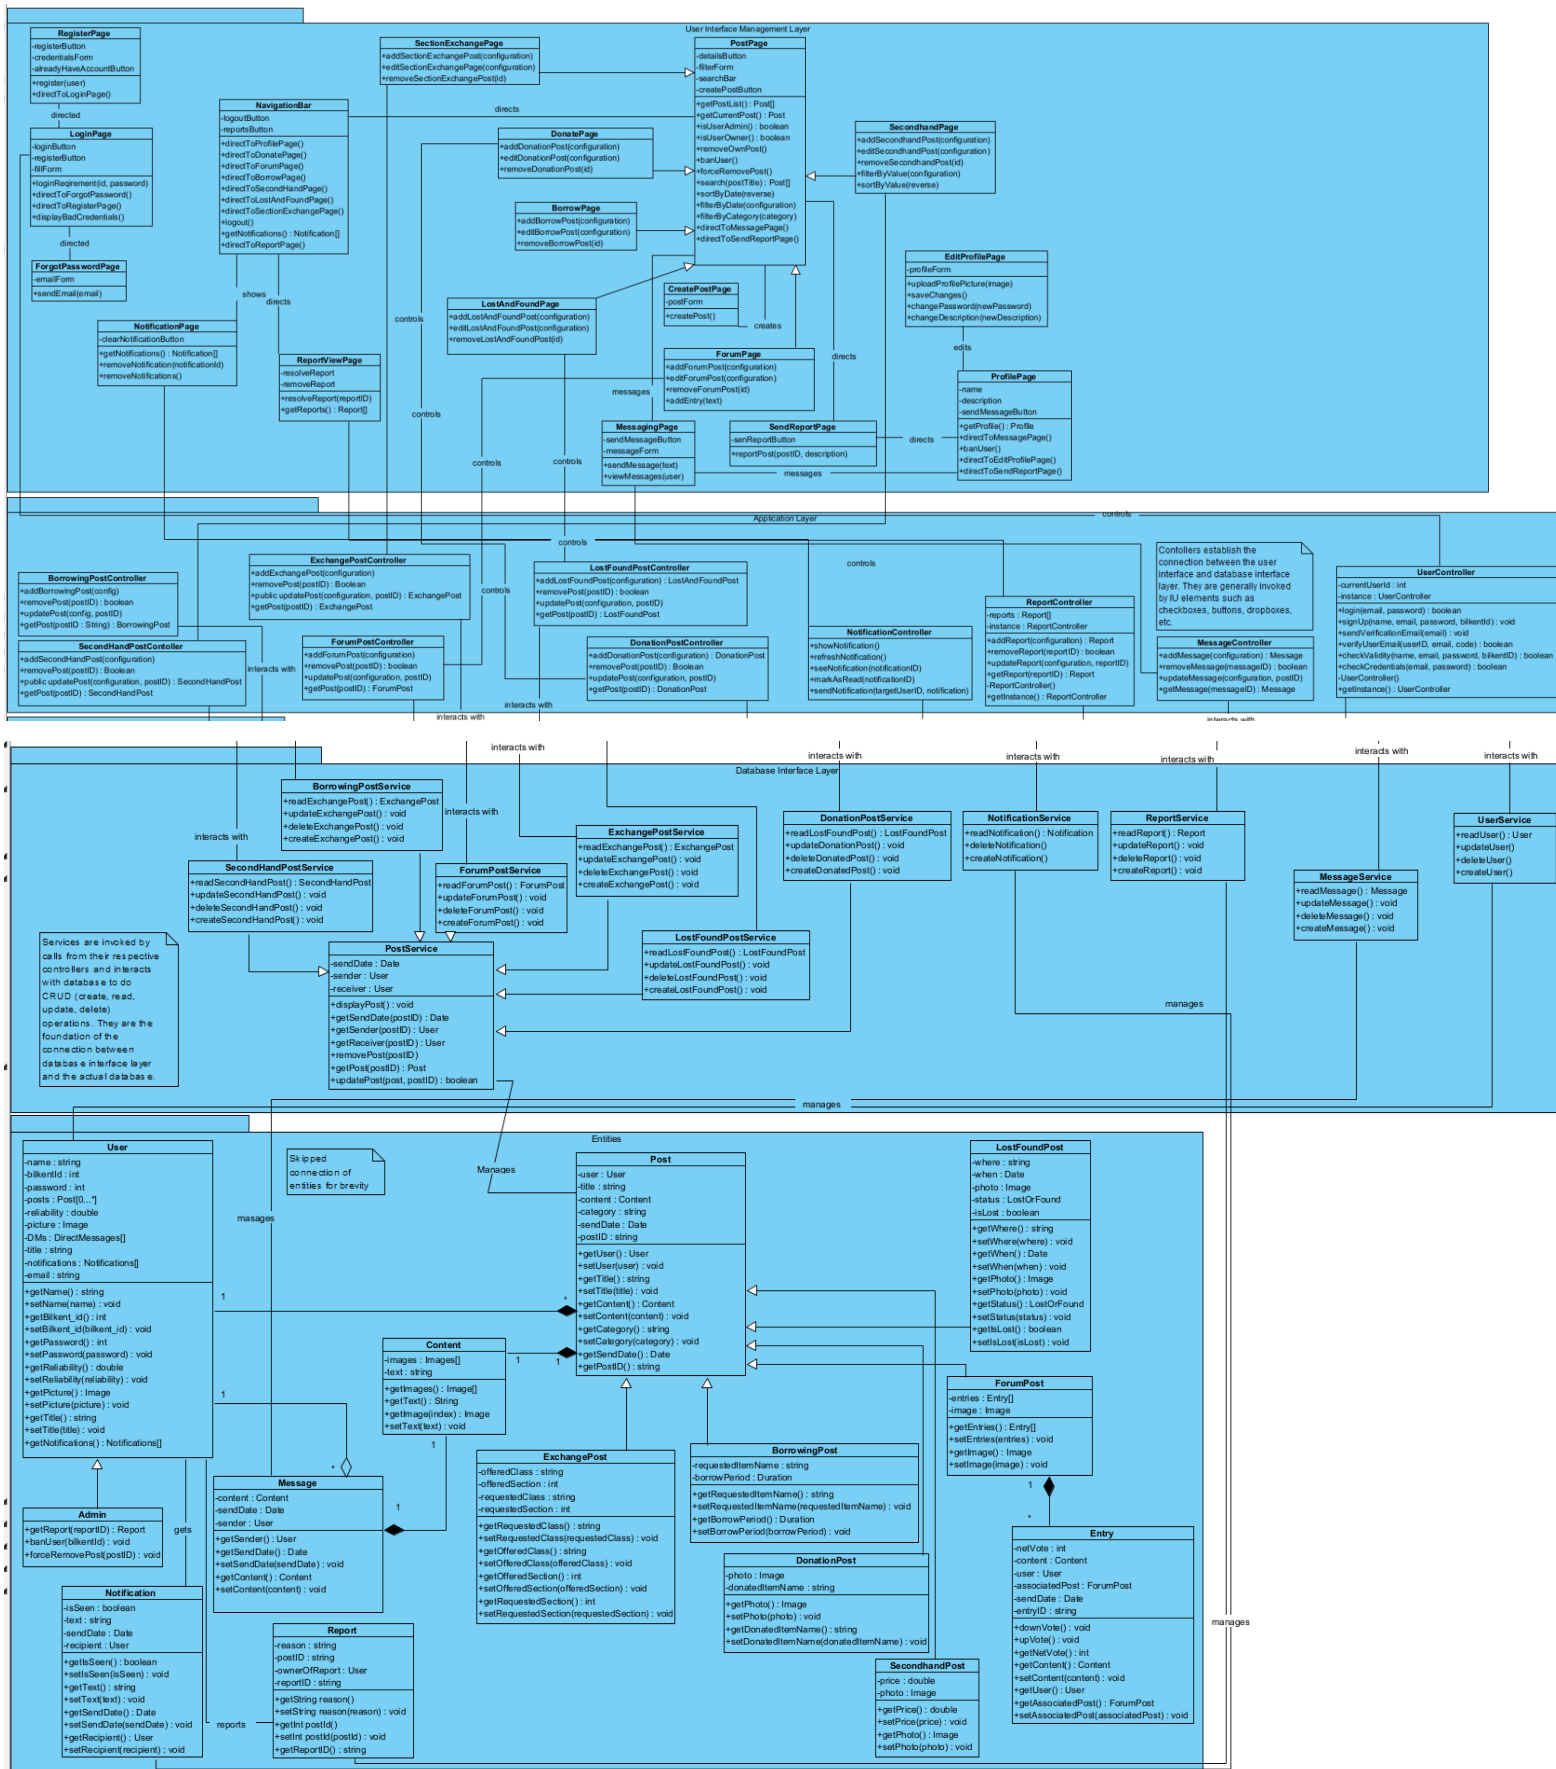 User Interface Management Layer
RegisterPage
-registerButton
-credentialsForm
-alreadyHaveAccountButton
+register(user)
+directToLoginPage()
directed
LoginPage
-loginButton
-registerButton
-fillForm
+loginReqirement(id, password)
+directToForgotPassword()
+directToRegisterPage()
+displayBadCredentials()
directed
ForgotPasswordPage
-emailForm
+sendEmail(email)
NavigationBar
-logoutButton
-reportsButton
+directToProfilePage()
+directToDonatePage()
+directToForumPage()
+directToBorrowPage()
+directToSecondHandPage()
+directToLostAndFoundPage()
+directToSectionExchangePage()
+logout()
+getNotifications() : Notification[]
+directToReportPage()
shows
directs
NotificationPage
-clearNotificationButton
+getNotifications() : Notification[]
+removeNotification(notificationId)
+removeNotifications()
ReportViewPage
-resolveReport
-removeReport
+resolveReport(reportID)
+getReports() : Report[]
SectionExchangePage
+addSectionExchangePost(configuration)
+editSectionExchangePage(configuration)
+removeSectionExchangePost(id)
directs
DonatePage
+addDonationPost(configuration)
+editDonationPost(configuration)
+removeDonationPost(id)
BorrowPage
+addBorrowPost(configuration)
+editBorrowPost(configuration)
+removeBorrowPost(id)
LostAndFoundPage
+addLostAndFoundPost(configuration)
+editLostAndFoundPost(configuration)
+removeLostAndFoundPost(id)
controls
controls
controls
controls
PostPage
-detailsButton
-filterForm
-searchBar
-createPostButton
+getPostList() : Post[]
+getCurrentPost() : Post
+isUserAdmin() : boolean
+isUserOwner() : boolean
+removeOwnPost()
+banUser()
+forceRemovePost()
+search(postTitle) : Post[]
+sortByDate(reverse)
+filterByDate(configuration)
+filterByCategory(category)
+directToMessagePage()
+directToSendReportPage()
CreatePostPage
-postForm
+createPost()
creates
ForumPage
+addForumPost(configuration)
+editForumPost(configuration)
+removeForumPost(id)
+addEntry(text)
directs
messages
MessagingPage
-sendMessageButton
-messageForm
+sendMessage(text)
+viewMessages(user)
SendReportPage
-senReportButton
+reportPost(postID, description)
directs
messages
SecondhandPage
+addSecondhandPost(configuration)
+editSecondhandPost(configuration)
+removeSecondhandPost(id)
+filterByValue(configuration)
+sortByValue(reverse)
EditProfilePage
-profileForm
+uploadProfilePicture(image)
+saveChanges()
+changePassword(newPassword)
+changeDescription(newDescription)
edits
ProfilePage
-name
-description
-sendMessageButton
+getProfile() : Profile
+directToMessagePage()
+banUser()
+directToEditProfilePage()
+directToSendReportPage()
Application Layer
controls
controls
controls
controls
BorrowingPostController
+addBorrowingPost(config)
+removePost(postID) : boolean
+updatePost(config, postID)
+getPost(postID : String) : BorrowingPost
SecondHandPostContoller
+addSecondHandPost(configuration)
+removePost(postID) : Boolean
+public updatePost(configuration, postID) : SecondHandPost
+getPost(postID) : SecondHandPost
interacts with
ExchangePostController
+addExchangePost(configuration)
+removePost(postID) : Boolean
+public updatePost(configuration, postID) : ExchangePost
+getPost(postID) : ExchangePost
ForumPostController
+addForumPost(configuration)
+removePost(postID) : boolean
+updatePost(configuration, postID)
+getPost(postID) : ForumPost
interacts with
interacts with
LostFoundPostController
+addLostFoundPost(configuration) : LostAndFoundPost
+removePost(postID) : boolean
+updatePost(configuration, postID)
+getPost(postID) : LostFoundPost
DonationPostController
+addDonationPost(configuration) : DonationPost
+removePost(postID) : Boolean
+updatePost(configuration, postID)
+getPost(postID) : DonationPost
NotificationController
+showNotification()
+refreshNotification()
+seeNotification(notificationID)
+markAsRead(notificationID)
+sendNotification(targetUserID, notification)
ReportController
-reports : Report[]
-instance : ReportController
+addReport(configuration) : Report
+removeReport(reportID) : boolean
+updateReport(configuration, reportID)
+getReport(reportID) : Report
-ReportController()
+getInstance() : ReportController
Contollers establish the
connection between the user
interface and database interface
layer. They are generally invoked
by IU elements such as
checkboxes, buttons, dropboxes,
etc.
MessageController
+addMessage(configuration) : Message
+removeMessage(messageID) : boolean
+updateMessage(configuration, postID)
+getMessage(messageID) : Message
interacts with
UserController
-currentUserId : int
-instance : UserController
+login(email, password) : boolean
+signUp(name, email, password, bilkentId) : void
+sendVerificationEmail(email) : void
+verifyUserEmail(userID, email, code) : boolean
+checkValidity(name, email, password, bilkentID) : boolean
+checkCredentials(email, password) : boolean
-UserController()
+getInstance() : UserController
interacts with
interacts with
interacts with
interacts with
interacts with
interacts with
Database Interface Layer
BorrowingPostService
+readExchangePost() : ExchangePost
+updateExchangePost() : void
+deleteExchangePost() : void
+createExchangePost() : void
interacts with
interacts with
SecondHandPostService
+readSecondHandPost() : SecondHandPost
+updateSecondHandPost() : void
+deleteSecondHandPost() : void
+createSecondHandPost() : void
ForumPostService
+readForumPost() : ForumPost
+updateForumPost() : void
+deleteForumPost() : void
+createForumPost() : void
ExchangePostService
+readExchangePost() : ExchangePost
+updateExchangePost() : void
+deleteExchangePost() : void
+createExchangePost() : void
DonationPostService
+readLostFoundPost() : LostFoundPost
+updateDonationPost() : void
+deleteDonatedPost() : void
+createDonatedPost() : void
NotificationService
+readNotification() : Notification
+deleteNotification()
+createNotification()
ReportService
+readReport() : Report
+updateReport() : void
+deleteReport() : void
+createReport() : void
MessageService
+readMessage() : Message
+updateMessage() : void
+deleteMessage() : void
+createMessage() : void
UserService
+readUser() : User
+updateUser()
+deleteUser()
+createUser()
Services are invoked by
calls from their respective
controllers and interacts
with database to do
CRUD (create, read,
update, delete)
operations. They are the
foundation of the
connection between
database interface layer
and the actual database.
PostService
-sendDate : Date
-sender : User
-receiver : User
+displayPost() : void
+getSendDate(postID) : Date
+getSender(postID) : User
+getReceiver(postID) : User
+removePost(postID)
+getPost(postID) : Post
+updatePost(post, postID) : boolean
LostFoundPostService
+readLostFoundPost() : LostFoundPost
+updateLostFoundPost() : void
+deleteLostFoundPost() : void
+createLostFoundPost() : void
manages
manages
Entities
User
-name : string
-bilkentId : int
-password : int
-posts : Post[0...*]
-reliability : double
-picture : Image
-DMs : DirectMessages[]
-title : string
-notifications : Notifications[]
-email : string
+getName() : string
+setName(name) : void
+getBilkent_id() : int
+setBilkent_id(bilkent_id) : void
+getPassword() : int
+setPassword(password) : void
+getReliability() : double
+setReliability(reliability) : void
+getPicture() : Image
+setPicture(picture) : void
+getTitle() : string
+setTitle(title) : void
+getNotifications() : Notifications[]
Skipped
connection of
entities for brevity
Manages
masages
1
*
1
*
Content
-images : Images[]
-text : string
+getImages() : Image[]
+getText() : String
+getImage(index) : Image
+setText(text) : void
1
1
1
1
Post
-user : User
-title : string
-content : Content
-category : string
-sendDate : Date
-postID : string
+getUser() : User
+setUser(user) : void
+getTitle() : string
+setTitle(title) : void
+getContent() : Content
+setContent(content) : void
+getCategory() : string
+setCategory(category) : void
+getSendDate() : Date
+getPostID() : string
LostFoundPost
-where : string
-when : Date
-photo : Image
-status : LostOrFound
-isLost : boolean
+getWhere() : string
+setWhere(where) : void
+getWhen() : Date
+setWhen(when) : void
+getPhoto() : Image
+setPhoto(photo) : void
+getStatus() : LostOrFound
+setStatus(status) : void
+getIsLost() : boolean
+setIsLost(isLost) : void
ForumPost
-entries : Entry[]
-image : Image
+getEntries() : Entry[]
+setEntries(entries) : void
+getImage() : Image
+setImage(image) : void
1
*
Admin
+getReport(reportID) : Report
+banUser(bilkentId) : void
+forceRemovePost(postID) : void
gets
Message
-content : Content
-sendDate : Date
-sender : User
+getSender() : User
+getSendDate() : Date
+setSendDate(sendDate) : void
+getContent() : Content
+setContent(content) : void
ExchangePost
-offeredClass : string
-offeredSection : int
-requestedClass : string
-requestedSection : int
+getRequestedClass() : string
+setRequestedClass(requestedClass) : void
+getOfferedClass() : string
+setOfferedClass(offeredClass) : void
+getOfferedSection() : int
+setOfferedSection(offeredSection) : void
+getRequestedSection() : int
+setRequestedSection(requestedSection) : void
BorrowingPost
-requestedItemName : string
-borrowPeriod : Duration
+getRequestedItemName() : string
+setRequestedItemName(requestedItemName) : void
+getBorrowPeriod() : Duration
+setBorrowPeriod(borrowPeriod) : void
DonationPost
-photo : Image
-donatedItemName : string
+getPhoto() : Image
+setPhoto(photo) : void
+getDonatedItemName() : string
+setDonatedItemName(donatedItemName) : void
Entry
-netVote : int
-content : Content
-user : User
-associatedPost : ForumPost
-sendDate : Date
-entryID : string
+downVote() : void
+upVote() : void
+getNetVote() : int
+getContent() : Content
+setContent(content) : void
+getUser() : User
+getAssociatedPost() : ForumPost
+setAssociatedPost(associatedPost) : void
manages
Notification
-isSeen : boolean
-text : string
-sendDate : Date
-recipient : User
+getIsSeen() : boolean
+setIsSeen(isSeen) : void
+getText() : string
+setText(text) : void
+getSendDate() : Date
+setSendDate(sendDate) : void
+getRecipient() : User
+setRecipient(recipient) : void
reports
Report
-reason : string
-postID : string
-ownerOfReport : User
-reportID : string
+getString reason()
+setString reason(reason) : void
+getInt postId()
+setInt postId(postId) : void
+getReportID() : string
SecondhandPost
-price : double
-photo : Image
+getPrice() : double
+setPrice(price) : void
+getPhoto() : Image
+setPhoto(photo) : void